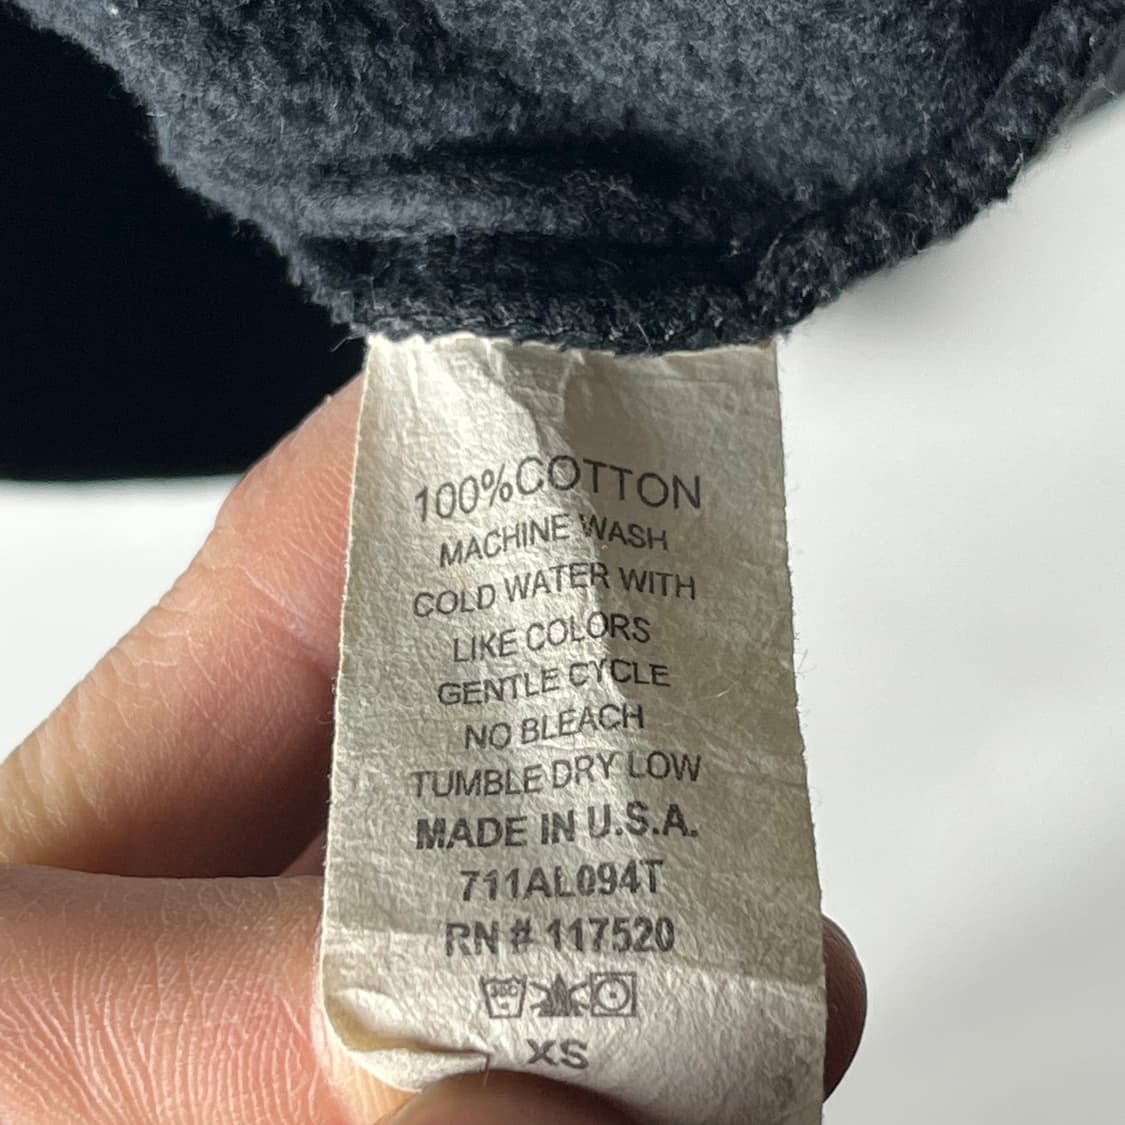 100%COTTON
MACHINE WASH
COLD WATER WITH
LIKE COLORS
GENTLE CYCLE
NO BLEACH
TUMBLE DRY LOW
MADE IN U.S.A.
711AL094T
RN # 117520
XS